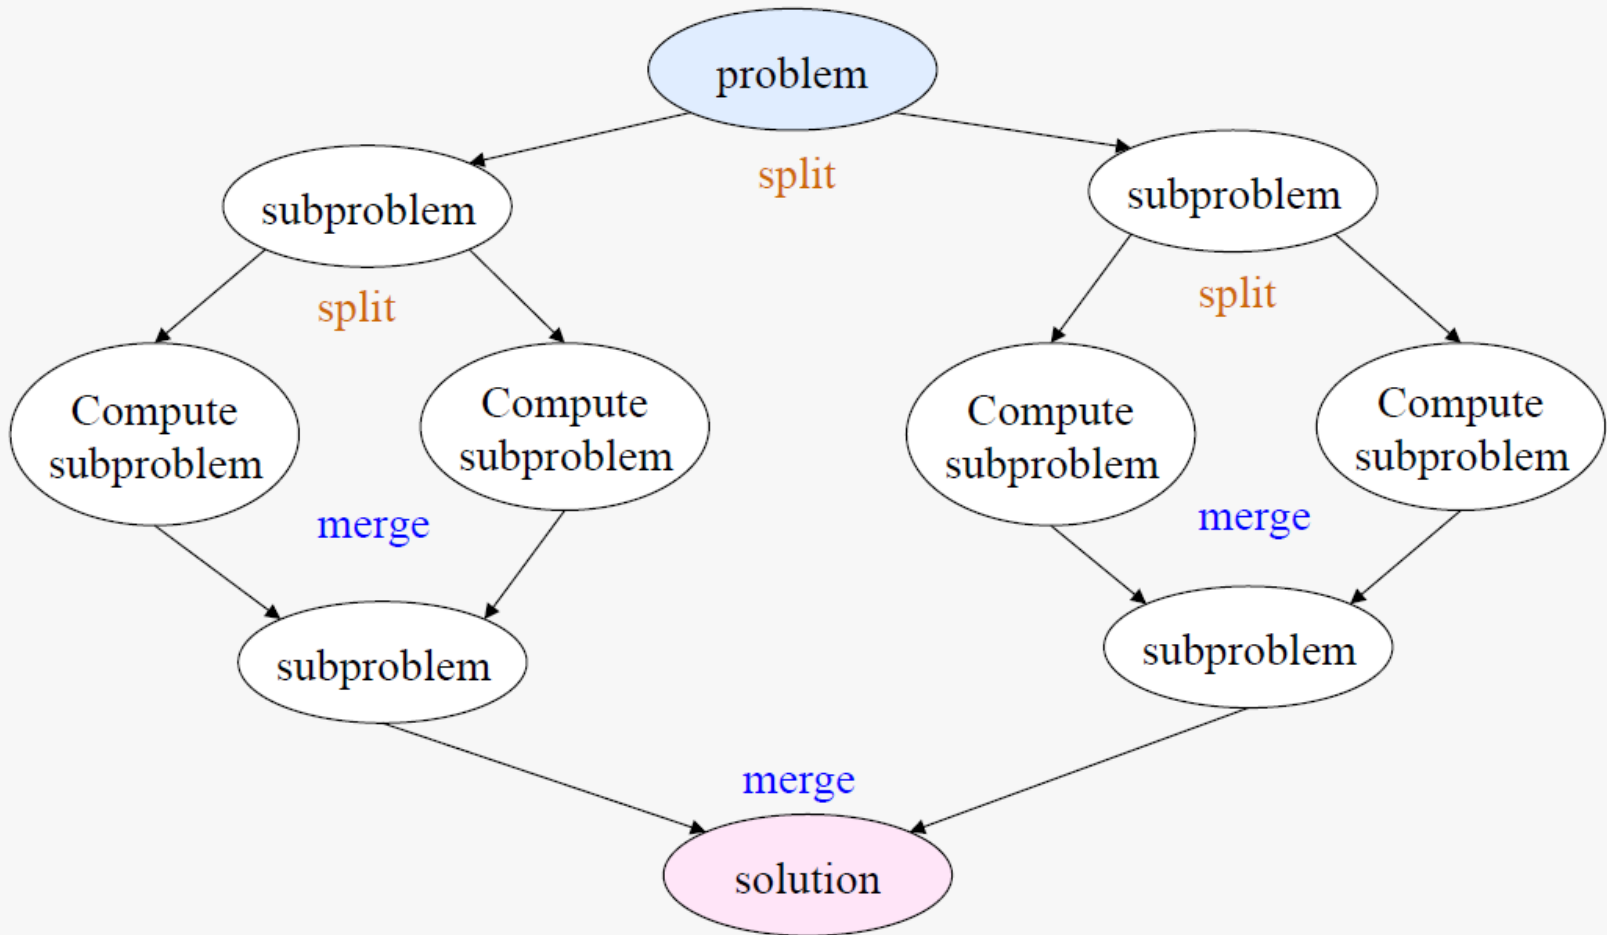 problem
split
subproblem
subproblem
split
split
Compute
subproblem
Compute
subproblem
Compute
subproblem
Compute
subproblem
merge
merge
subproblem
subproblem
merge
solution